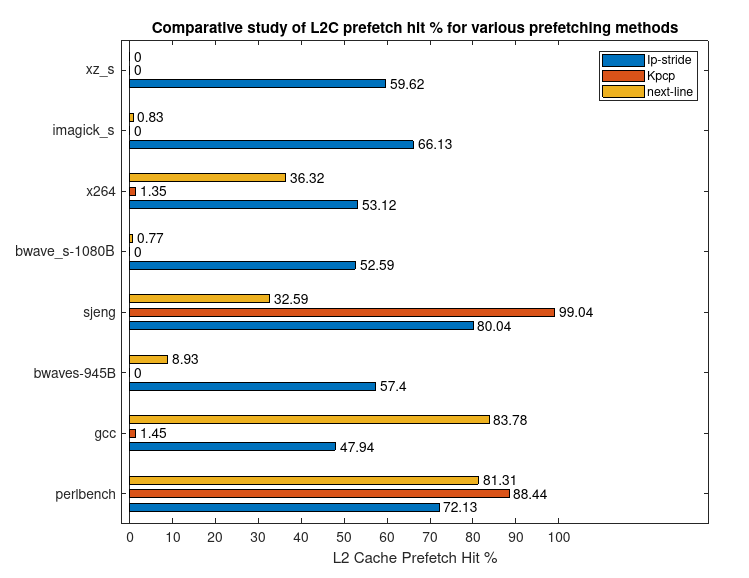 Comparative study of L2C prefetch hit % for various prefetching methods
Ip-stride
Kpcp
next-line
xz_s
0
0
59.62
imagick_s
0.83
0
66.13
x264
36.32
1.35
53.12
bwave_s-1080B
0.77
0
52.59
sjeng
32.59
99.04
80.04
bwaves-945B
8.93
0
57.4
gcc
83.78
1.45
47.94
perlbench
81.31
88.44
72.13
0 10 20 30 40 50 60 70 80 90 100
L2 Cache Prefetch Hit %